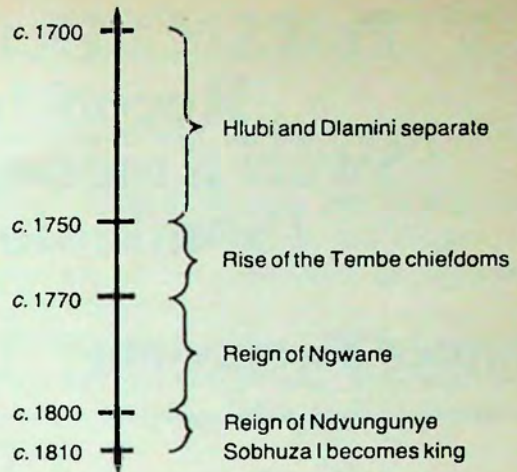 c. 1700
Hlubi and Dlamini separate
c. 1750
Rise of the Tembe chiefdoms
c. 1770
Reign of Ngwane
c. 1800
Reign of Ndvungunye
c. 1810
Sobhuza I becomes king